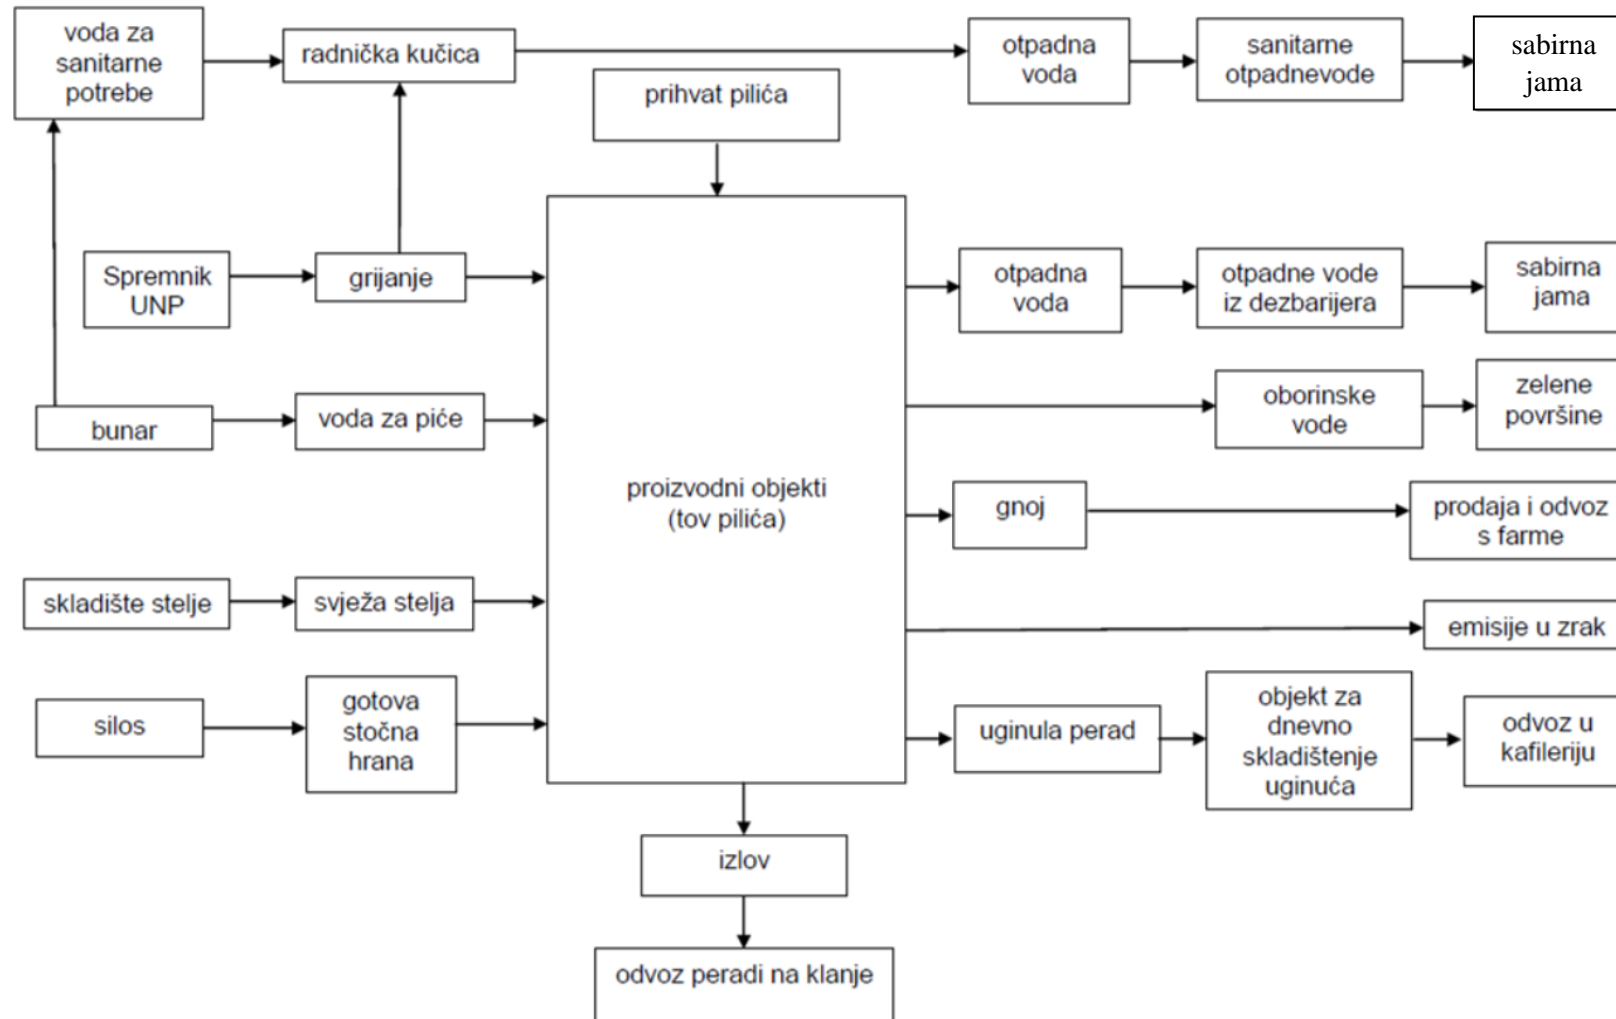 voda za
sanitarne
potrebe
radnička kučica
otpadna
voda
sanitarne
otpadnevode
sabirna
jama
prihvat pilića
Spremnik
UNP
grijanje
otpadna
voda
otpadne vode
iz dezbarijera
sabirna
jama
bunar
voda za piće
oborinske
vode
zelene
površine
proizvodni objekti
(tov pilića)
gnoj
prodaja i odvoz
s farme
skladište stelje
svježa stelja
emisije u zrak
silos
gotova
stočna
hrana
uginula perad
objekt za
dnevno
skladištenje
uginuća
odvoz u
kafileriju
izlov
odvoz peradi na klanje